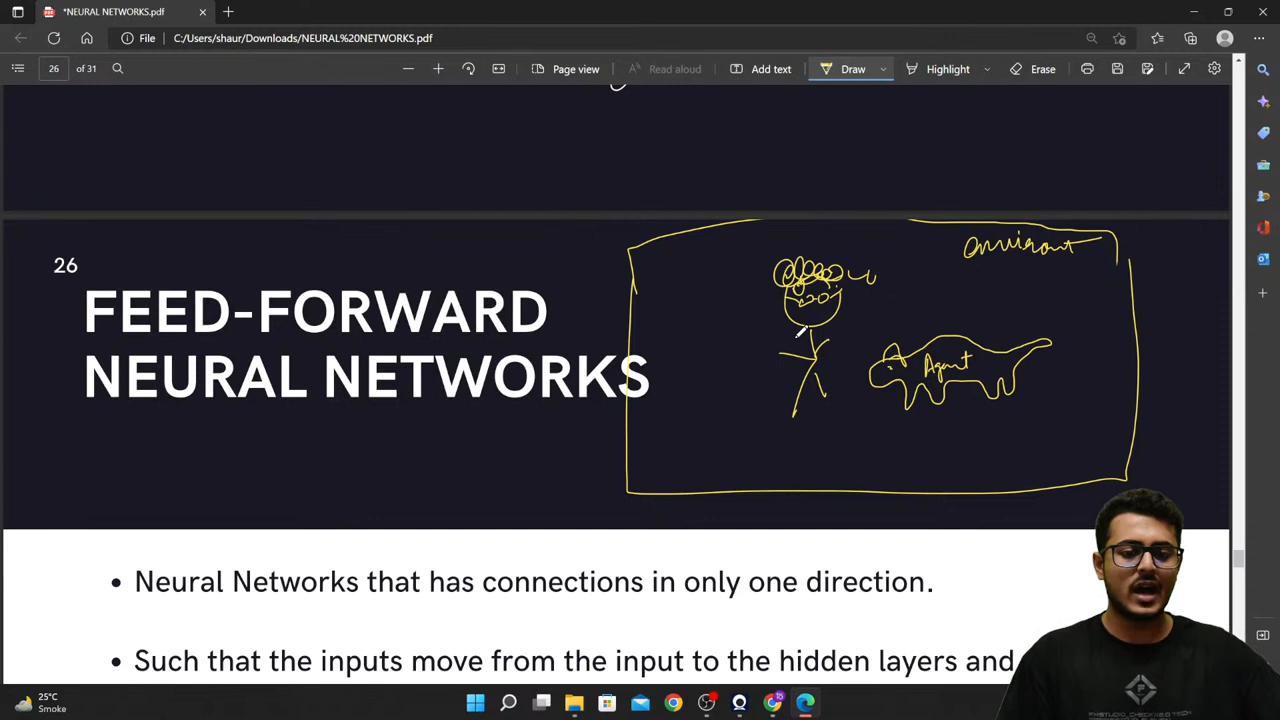 *NEURAL NETWORKS.pdf
File C:/Users/shaur/Downloads/NEURAL%20NETWORKS.pdf
26 of 31 Page view Read aloud Add text Draw Highlight Erase
26
FEED-FORWARD
NEURAL NETWORKS
Agent
• Neural Networks that has connections in only one direction.
• Such that the inputs move from the input to the hidden layers and
25°C
Smoke